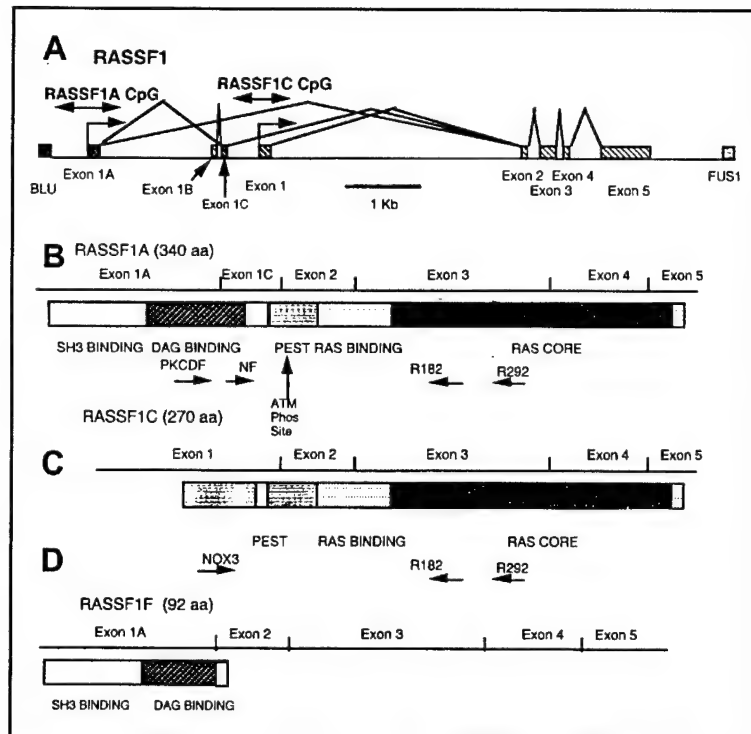 A RASSF1
RASSF1A CpG RASSF1C CpG
BLU Exon 1A Exon 1B Exon 1C Exon 1 1 Kb Exon 2 Exon 3 Exon 4 Exon 5 FUS1
B RASSF1A (340 aa)
Exon 1A Exon 1C Exon 2 Exon 3 Exon 4 Exon 5
SH3 BINDING DAG BINDING PEST RAS BINDING RAS CORE
PKCDF NF R182 R292
ATM
Phos
Site
RASSF1C (270 aa)
C
Exon 1 Exon 2 Exon 3 Exon 4 Exon 5
PEST RAS BINDING RAS CORE
NOX3 R182 R292
D
RASSF1F (92 aa)
Exon 1A Exon 2 Exon 3 Exon 4 Exon 5
SH3 BINDING DAG BINDING